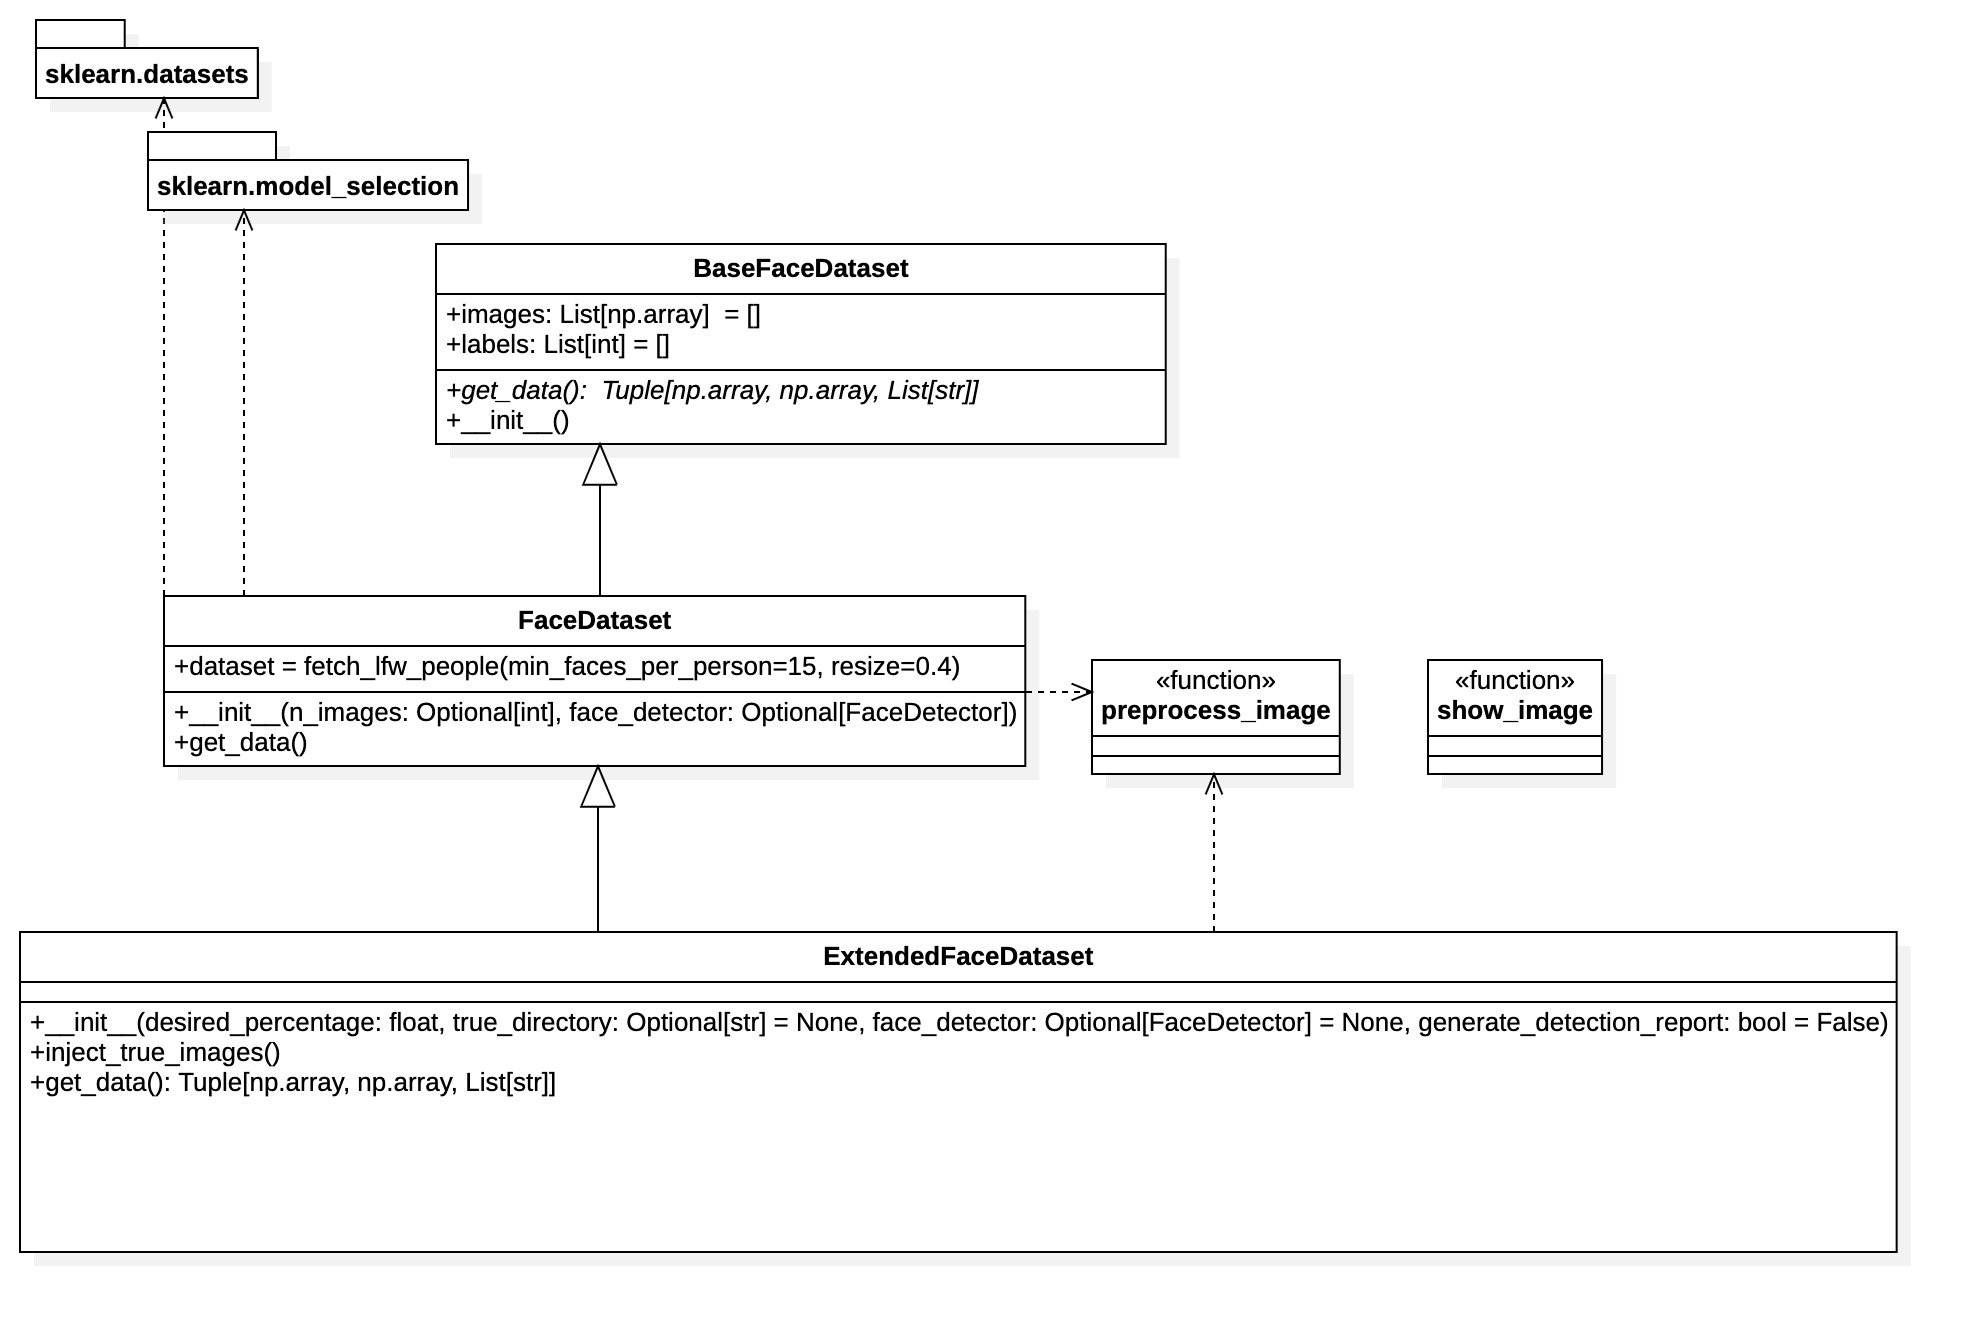 sklearn.datasets
sklearn.model_selection
BaseFaceDataset
+images: List[np.array]  = []
+labels: List[int] = []
+get_data():  Tuple[np.array, np.array, List[str]]
+__init__()
FaceDataset
+dataset = fetch_lfw_people(min_faces_per_person=15, resize=0.4)
+__init__(n_images: Optional[int], face_detector: Optional[FaceDetector])
+get_data()
«function»
preprocess_image
«function»
show_image
ExtendedFaceDataset
+__init__(desired_percentage: float, true_directory: Optional[str] = None, face_detector: Optional[FaceDetector] = None, generate_detection_report: bool = False)
+inject_true_images()
+get_data(): Tuple[np.array, np.array, List[str]]